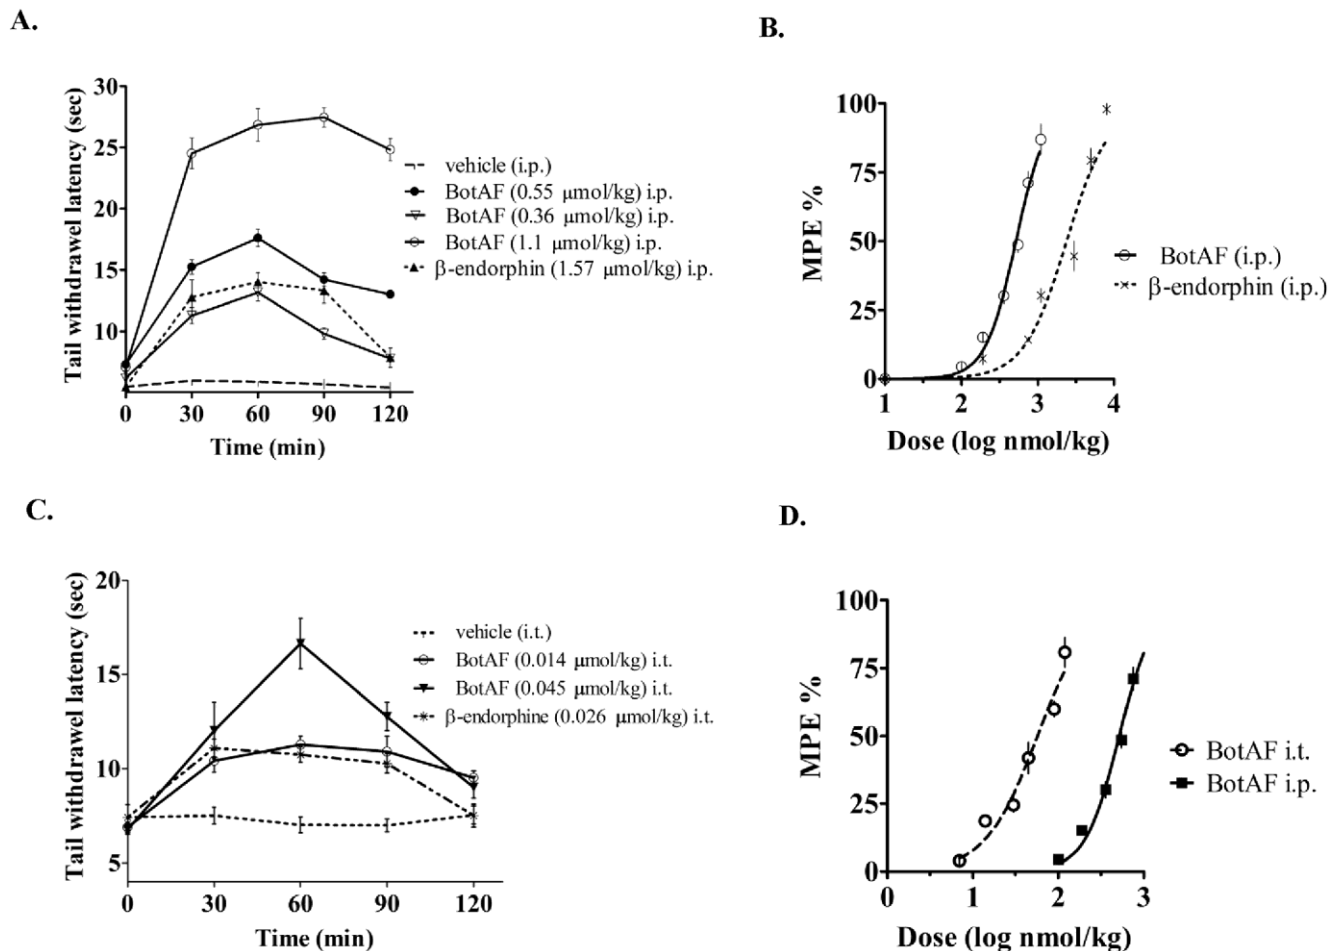 A.
Tail withdrawel latency (sec)
30
25
20
15
10
0
30
60
90
120
Time (min)
vehicle (i.p.)
BotAF (0.55 μmol/kg) i.p.
BotAF (0.36 μmol/kg) i.p.
BotAF (1.1 μmol/kg) i.p.
β-endorphin (1.57 μmol/kg) i.p.
B.
MPE %
100
75
50
25
0
1
2
3
4
Dose (log nmol/kg)
BotAF (i.p.)
β-endorphin (i.p.)
C.
Tail withdrawel latency (sec)
20
15
10
5
0
30
60
90
120
Time (min)
vehicle (i.t.)
BotAF (0.014 μmol/kg) i.t.
BotAF (0.045 μmol/kg) i.t.
β-endorphine (0.026 μmol/kg) i.t.
D.
MPE %
100
75
50
25
0
0
1
2
3
Dose (log nmol/kg)
BotAF i.t.
BotAF i.p.